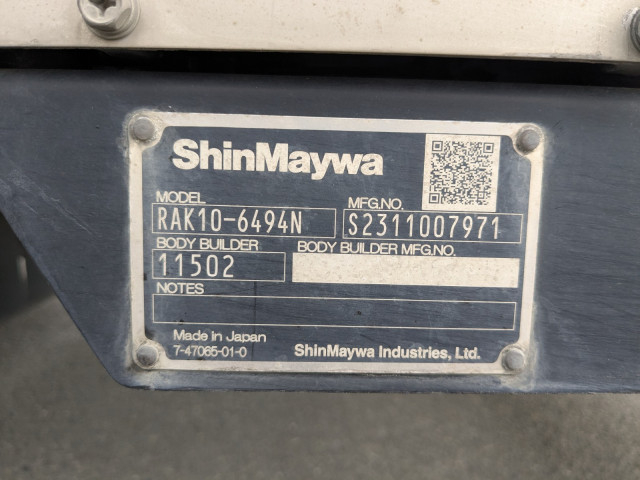 ShinMaywa
MODEL MFG.NO.
RAK10-6494N S2311007971
BODY BUILDER BODY BUILDER MFG.NO.
11502
NOTES
Made in Japan
7-47065-01-0 ShinMaywa Industries, Ltd.